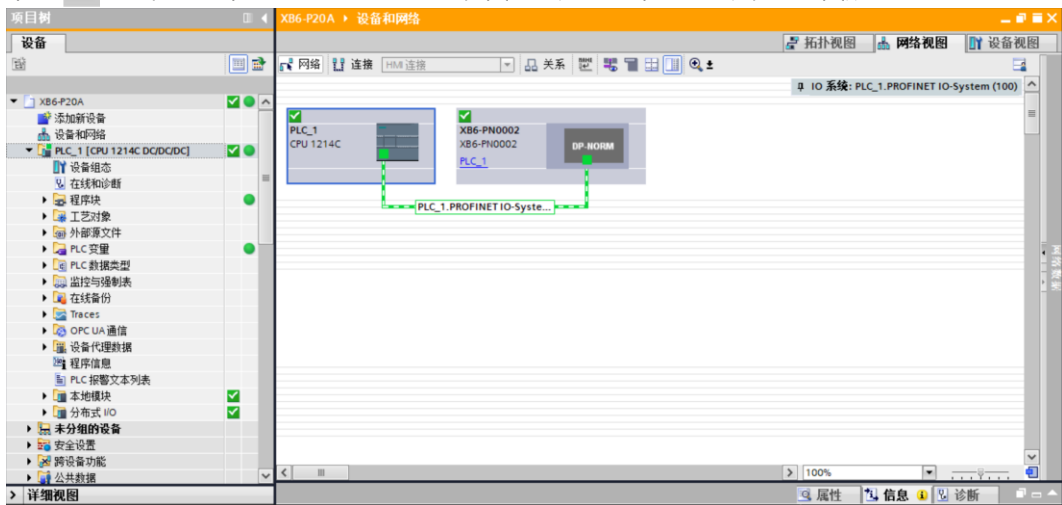 项目树
XB6-P20A ▸ 设备和网络
设备
拓扑视图
网络视图
设备视图
网络
连接
HMI 连接
关系
IO 系统: PLC_1.PROFINET IO-System (100)
XB6-P20A
添加新设备
设备和网络
PLC_1 [CPU 1214C DC/DC/DC]
设备组态
在线和诊断
程序块
工艺对象
外部源文件
PLC 变量
PLC 数据类型
监控与强制表
在线备份
Traces
OPC UA 通信
设备代理数据
程序信息
PLC 报警文本列表
本地模块
分布式 I/O
未分组的设备
安全设置
跨设备功能
公共数据
详细视图
PLC_1
CPU 1214C
XB6-PN0002
XB6-PN0002
PLC_1
DP-NORM
PLC_1.PROFINET IO-Syste...
网络数据
100%
属性
信息
诊断